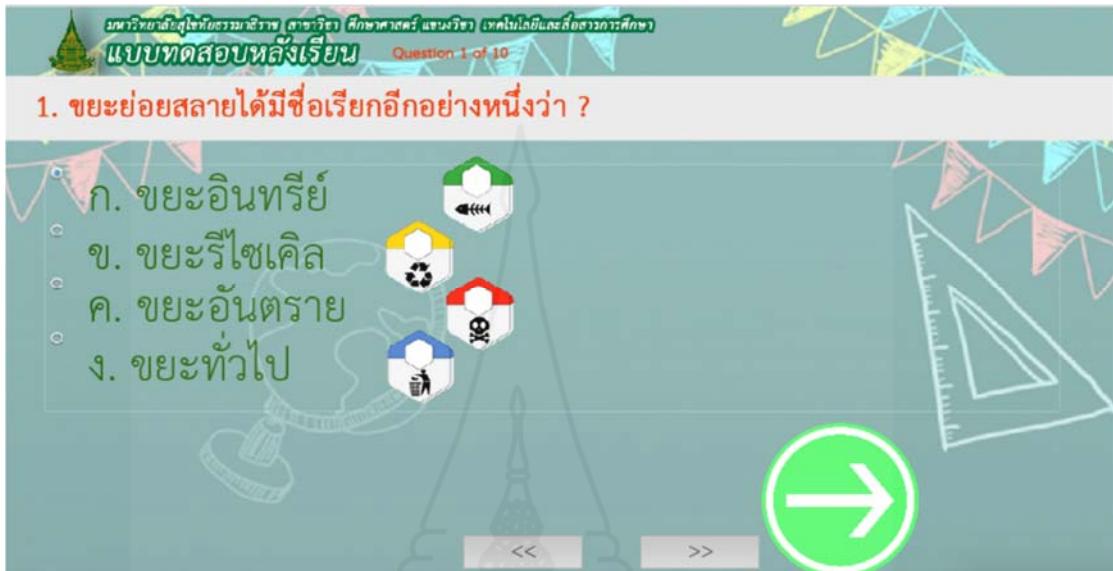 มหาวิทยาลัยสุโขทัยธรรมาธิราช สาขาวิชา ศึกษาศาสตร์ แขนงวิชา เทคโนโลยีและสื่อสารการศึกษา
แบบทดสอบหลังเรียน Question 1 of 10
1. ขยะย่อยสลายได้มีชื่อเรียกอีกอย่างหนึ่งว่า ?
ก. ขยะอินทรีย์
ข. ขยะรีไซเคิล
ค. ขยะอันตราย
ง. ขยะทั่วไป
<< >>